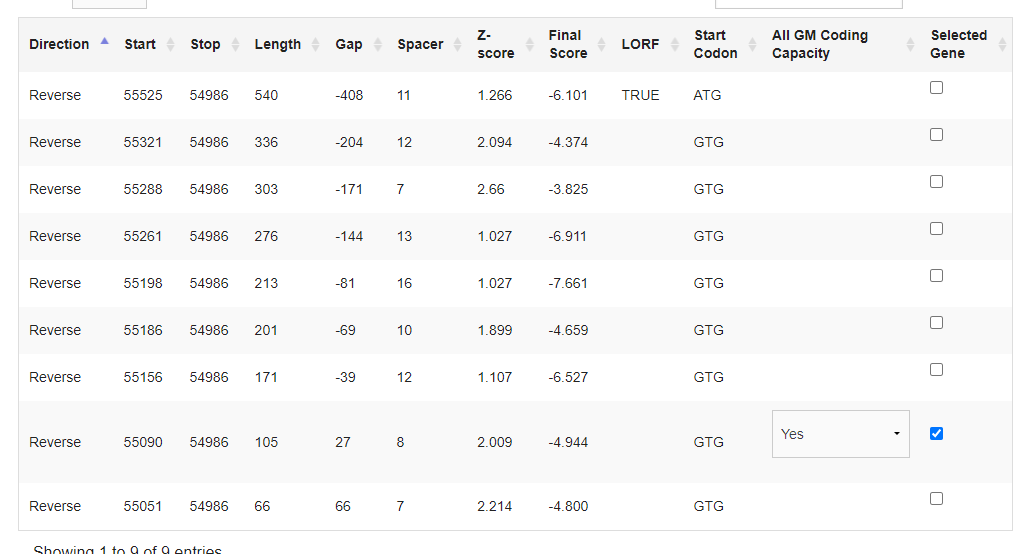 Direction Start Stop Length Gap Spacer Z-score Final Score LORF Start Codon All GM Coding Capacity Selected Gene
Reverse 55525 54986 540 -408 11 1.266 -6.101 TRUE ATG
Reverse 55321 54986 336 -204 12 2.094 -4.374 GTG
Reverse 55288 54986 303 -171 7 2.66 -3.825 GTG
Reverse 55261 54986 276 -144 13 1.027 -6.911 GTG
Reverse 55198 54986 213 -81 16 1.027 -7.661 GTG
Reverse 55186 54986 201 -69 10 1.899 -4.659 GTG
Reverse 55156 54986 171 -39 12 1.107 -6.527 GTG
Reverse 55090 54986 105 27 8 2.009 -4.944 GTG Yes
Reverse 55051 54986 66 66 7 2.214 -4.800 GTG
Showing 1 to 9 of 9 entries